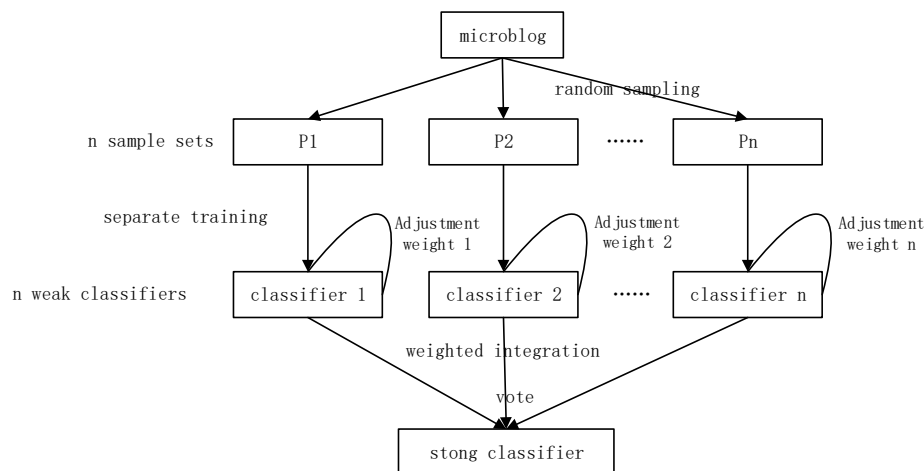 microblog
random sampling
n sample sets
P1
P2
……
Pn
separate training
Adjustment
weight 1
Adjustment
weight 2
Adjustment
weight n
n weak classifiers
classifier 1
classifier 2
……
classifier n
weighted integration
vote
stong classifier